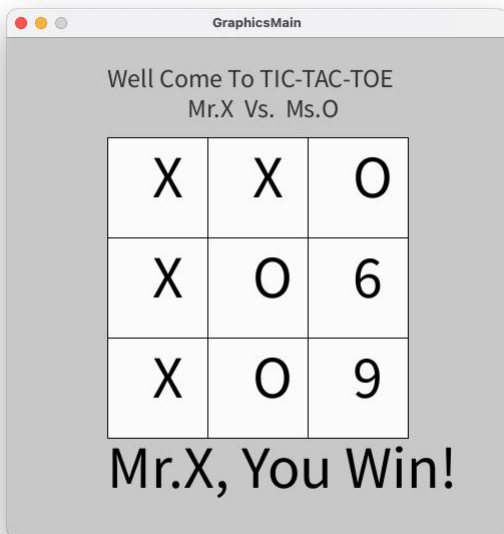 GraphicsMain
Well Come To TIC-TAC-TOE
Mr.X Vs. Ms.O
X X O
X O 6
X O 9
Mr.X, You Win!